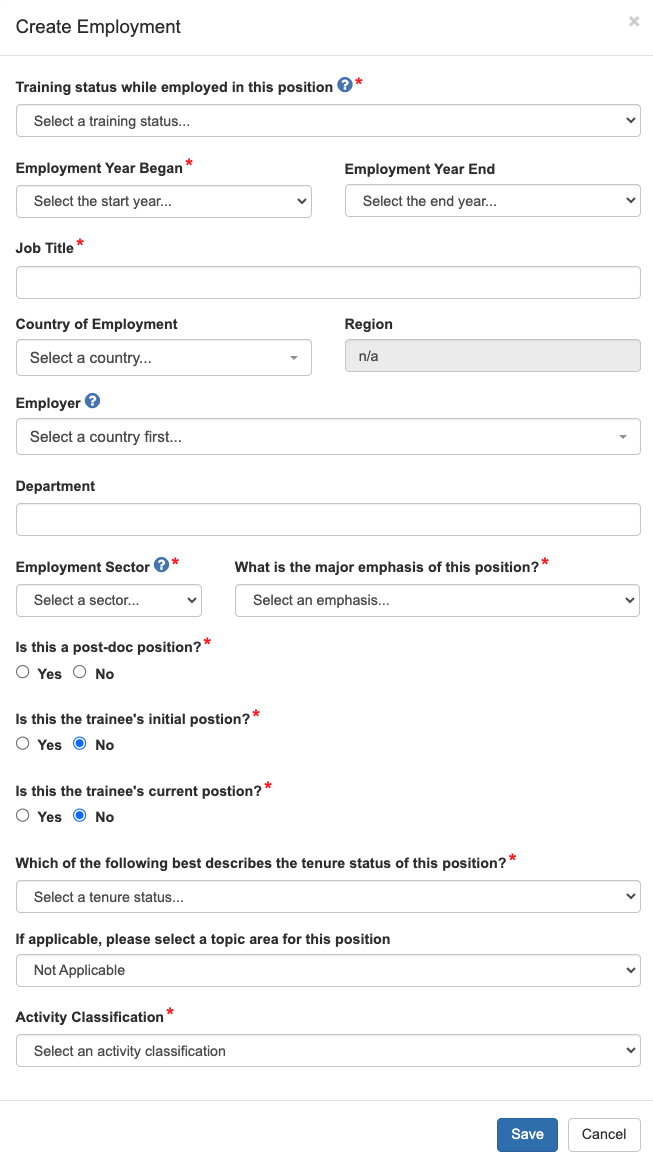 Create Employment ×
Training status while employed in this position ? *
Select a training status...
Employment Year Began * Employment Year End
Select the start year... Select the end year...
Job Title *
Country of Employment Region
Select a country... n/a
Employer ?
Select a country first...
Department
Employment Sector ? * What is the major emphasis of this position? *
Select a sector... Select an emphasis...
Is this a post-doc position? *
Yes No
Is this the trainee's initial postion? *
Yes No
Is this the trainee's current postion? *
Yes No
Which of the following best describes the tenure status of this position? *
Select a tenure status...
If applicable, please select a topic area for this position
Not Applicable
Activity Classification *
Select an activity classification
Save Cancel